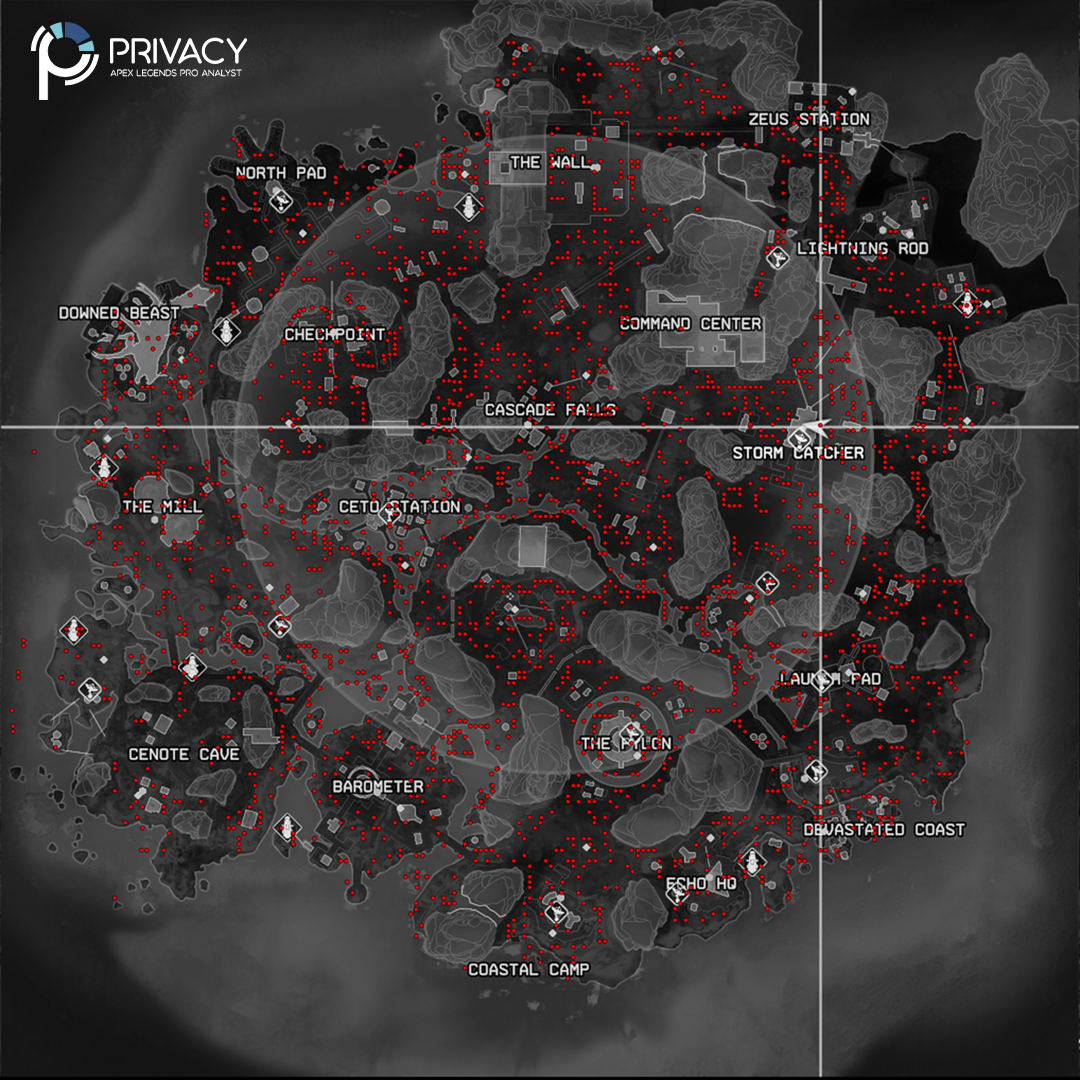 PRIVACY
APEX LEGENDS PRO ANALYST
ZEUS STATION
THE WALL
NORTH PAD
LIGHTNING ROD
DOWNED BEAST
COMMAND CENTER
CHECKPOINT
CASCADE FALLS
STORM CATCHER
THE MILL
CETO STATION
LAUNCH PAD
THE PYLON
CENOTE CAVE
BAROMETER
DEVASTATED COAST
ECHO HQ
COASTAL CAMP